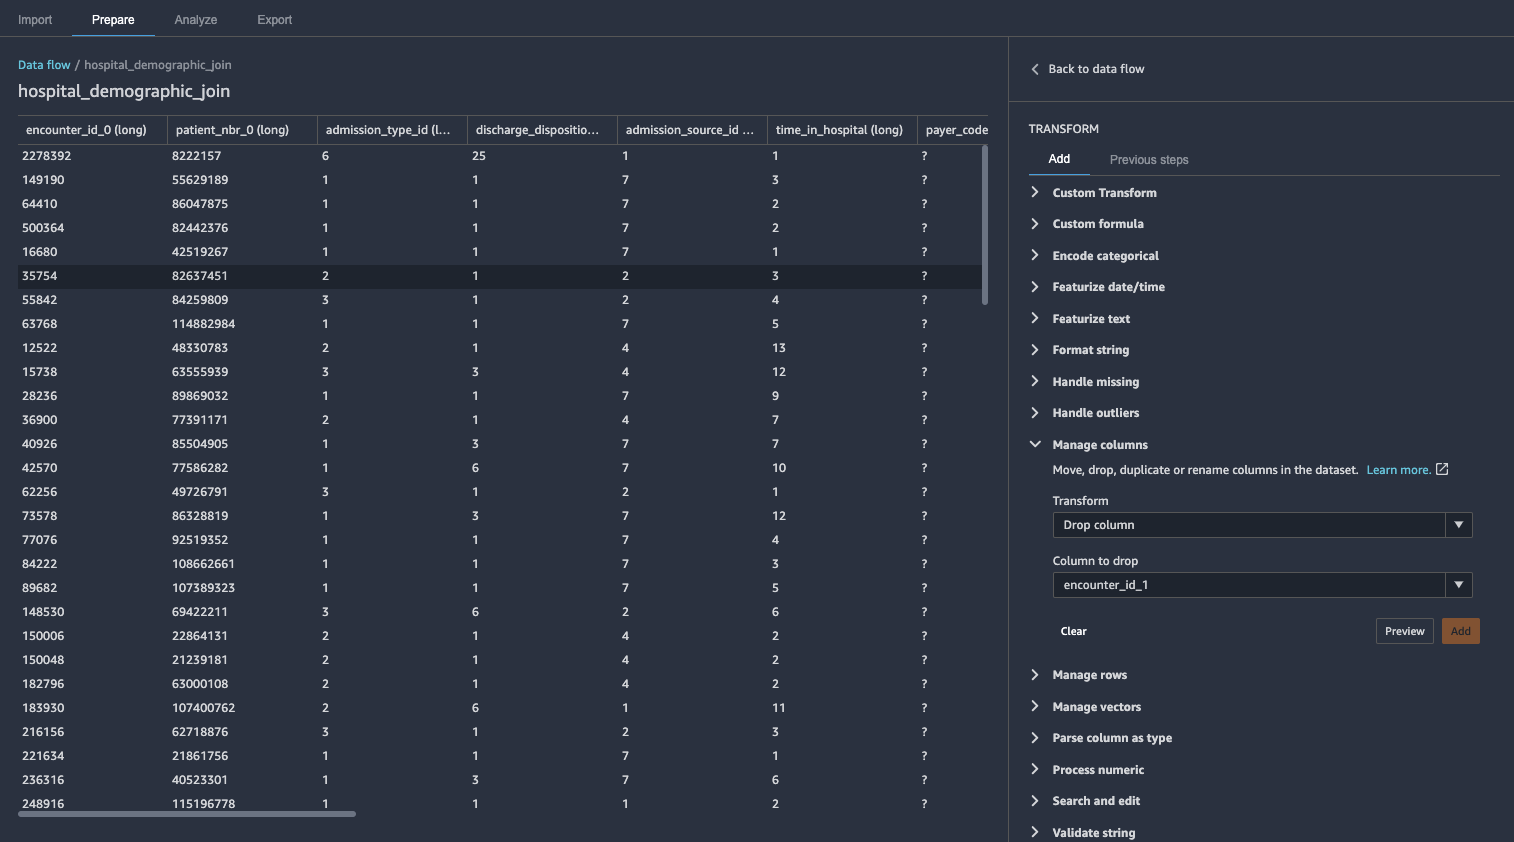 Import Prepare Analyze Export
Data flow / hospital_demographic_join
hospital_demographic_join
encounter_id_0 (long) patient_nbr_0 (long) admission_type_id (l... discharge_dispositio... admission_source_id ... time_in_hospital (long) payer_code
2278392 8222157 6 25 1 1 ?
149190 55629189 1 1 7 3 ?
64410 86047875 1 1 7 2 ?
500364 82442376 1 1 7 2 ?
16680 42519267 1 1 7 1 ?
35754 82637451 2 1 2 3 ?
55842 84259809 3 1 2 4 ?
63768 114882984 1 1 7 5 ?
12522 48330783 2 1 4 13 ?
15738 63555939 3 3 4 12 ?
28236 89869032 1 1 7 9 ?
36900 77391171 2 1 4 7 ?
40926 85504905 1 3 7 7 ?
42570 77586282 1 6 7 10 ?
62256 49726791 3 1 2 1 ?
73578 86328819 1 3 7 12 ?
77076 92519352 1 1 7 4 ?
84222 108662661 1 1 7 3 ?
89682 107389323 1 1 7 5 ?
148530 69422211 3 6 2 6 ?
150006 22864131 2 1 4 2 ?
150048 21239181 2 1 4 2 ?
182796 63000108 2 1 4 2 ?
183930 107400762 2 6 1 11 ?
216156 62718876 3 1 2 3 ?
221634 21861756 1 1 7 1 ?
236316 40523301 1 3 7 6 ?
248916 115196778 1 1 1 2 ?
Back to data flow
TRANSFORM
Add Previous steps
Custom Transform
Custom formula
Encode categorical
Featurize date/time
Featurize text
Format string
Handle missing
Handle outliers
Manage columns
Move, drop, duplicate or rename columns in the dataset. Learn more.
Transform
Drop column
Column to drop
encounter_id_1
Clear Preview Add
Manage rows
Manage vectors
Parse column as type
Process numeric
Search and edit
Validate string